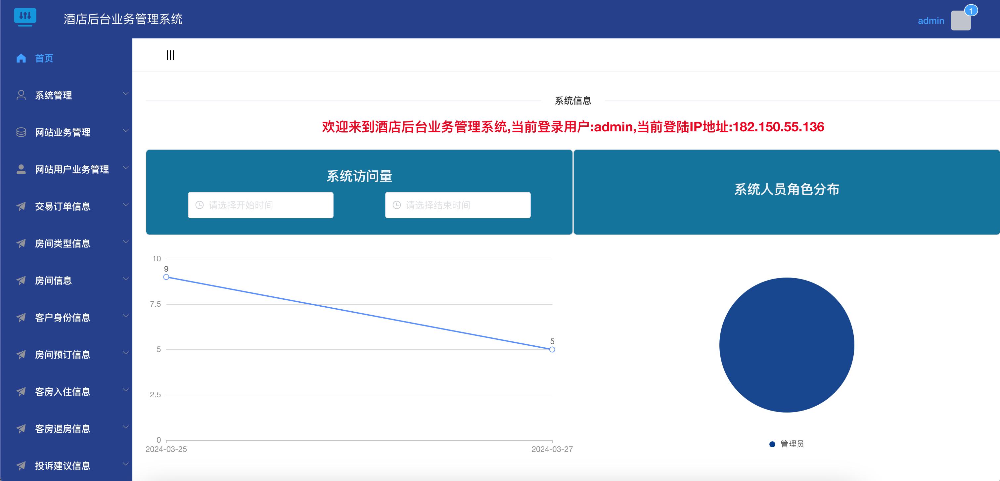 酒店后台业务管理系统
admin
1
首页
系统管理
网站业务管理
网站用户业务管理
交易订单信息
房间类型信息
房间信息
客户身份信息
房间预订信息
客房入住信息
客房退房信息
投诉建议信息
系统信息
欢迎来到酒店后台业务管理系统,当前登录用户:admin,当前登陆IP地址:182.150.55.136
系统访问量
请选择开始时间
请选择结束时间
系统人员角色分布
10
9
7.5
5
5
2.5
0
2024-03-25
2024-03-27
管理员